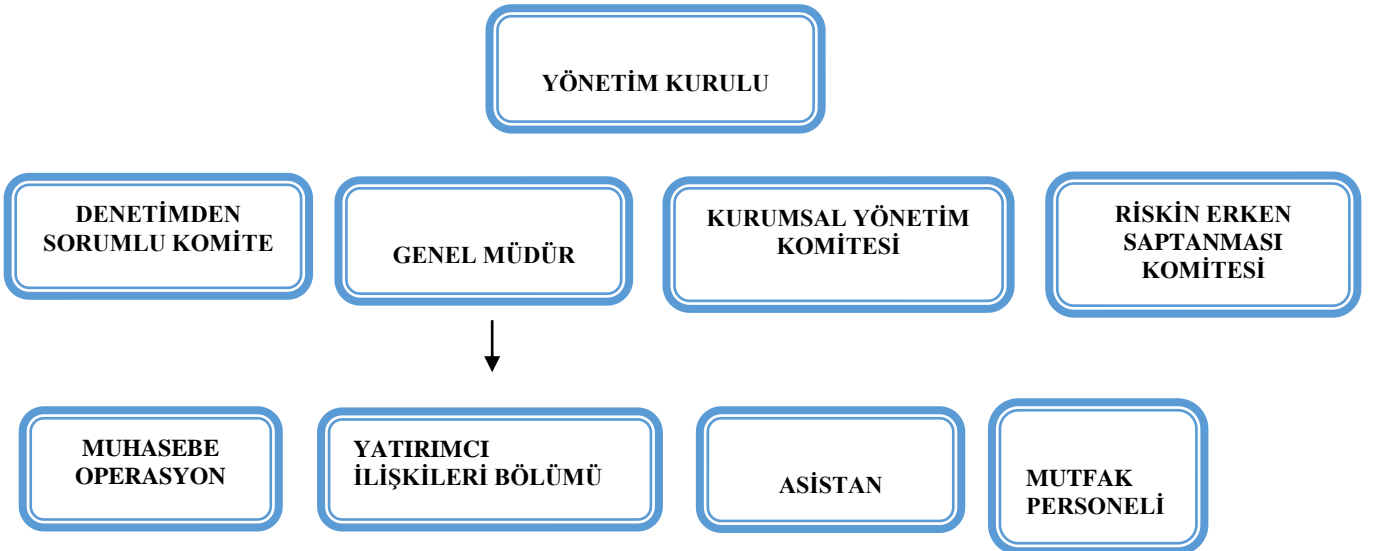 YÖNETİM KURULU
DENETİMDEN
SORUMLU KOMİTE
GENEL MÜDÜR
KURUMSAL YÖNETİM
KOMİTESİ
RİSKİN ERKEN
SAPTANMASI
KOMİTESİ
MUHASEBE
OPERASYON
YATIRIMCI
İLİŞKİLERİ BÖLÜMÜ
ASİSTAN
MUTFAK
PERSONELİ